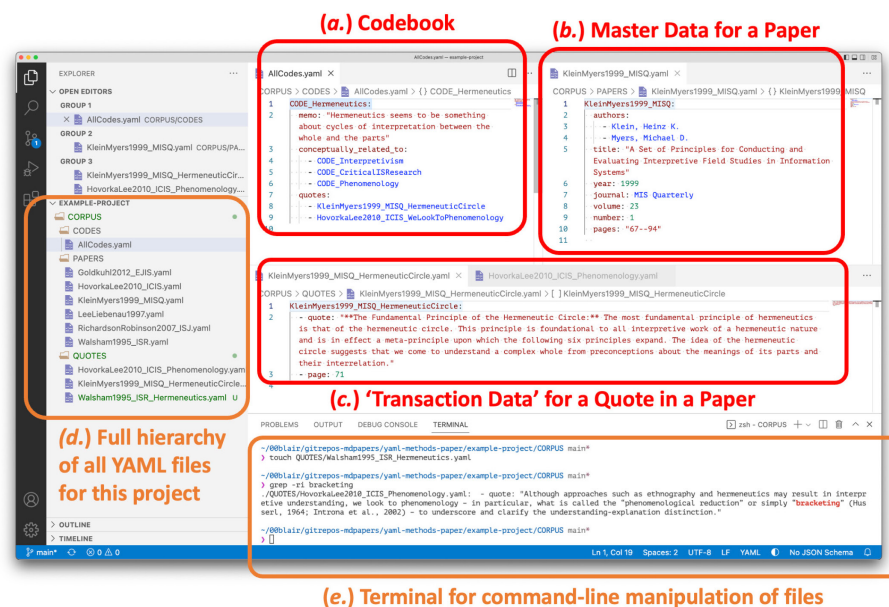 (a.) Codebook
(b.) Master Data for a Paper
AllCodes.yaml — example-project
EXPLORER
OPEN EDITORS
GROUP 1
AllCodes.yaml CORPUS/CODES
GROUP 2
KleinMyers1999_MISQ.yaml CORPUS/PA...
GROUP 3
KleinMyers1999_MISQ_HermeneuticCir...
HovorkaLee2010_ICIS_Phenomenology....
EXAMPLE-PROJECT
CORPUS
CODES
AllCodes.yaml
PAPERS
Goldkuhl2012_EJIS.yaml
HovorkaLee2010_ICIS.yaml
KleinMyers1999_MISQ.yaml
LeeLiebenau1997.yaml
RichardsonRobinson2007_ISJ.yaml
Walsham1995_ISR.yaml
QUOTES
HovorkaLee2010_ICIS_Phenomenology.yam
KleinMyers1999_MISQ_HermeneuticCircle...
Walsham1995_ISR_Hermeneutics.yaml U
(d.) Full hierarchy
of all YAML files
for this project
OUTLINE
TIMELINE
AllCodes.yaml
CORPUS > CODES > AllCodes.yaml > {} CODE_Hermeneutics
1 CODE_Hermeneutics:
2 memo: "Hermeneutics seems to be something
about cycles of interpretation between the
whole and the parts"
3 conceptually_related_to:
4 - CODE_Interpretivism
5 - CODE_CriticalISResearch
6 - CODE_Phenomenology
7 quotes:
8 - KleinMyers1999_MISQ_HermeneuticCircle
9 - HovorkaLee2010_ICIS_WeLookToPhenomenology
10
KleinMyers1999_MISQ.yaml
CORPUS > PAPERS > KleinMyers1999_MISQ.yaml > {} KleinMyers1999_MISQ
1 KleinMyers1999_MISQ:
2 authors:
3 - Klein, Heinz K.
4 - Myers, Michael D.
5 title: "A Set of Principles for Conducting and
Evaluating Interpretive Field Studies in Information
Systems"
6 year: 1999
7 journal: MIS Quarterly
8 volume: 23
9 number: 1
10 pages: "67--94"
11
KleinMyers1999_MISQ_HermeneuticCircle.yaml
HovorkaLee2010_ICIS_Phenomenology.yaml
CORPUS > QUOTES > KleinMyers1999_MISQ_HermeneuticCircle.yaml > [ ] KleinMyers1999_MISQ_HermeneuticCircle
1 KleinMyers1999_MISQ_HermeneuticCircle:
2 - quote: "**The Fundamental Principle of the Hermeneutic Circle:** The most fundamental principle of hermeneutics
is that of the hermeneutic circle. This principle is foundational to all interpretive work of a hermeneutic nature
and is in effect a meta-principle upon which the following six principles expand. The idea of the hermeneutic
circle suggests that we come to understand a complex whole from preconceptions about the meanings of its parts and
their interrelation."
3 - page: 71
4
(c.) ‘Transaction Data’ for a Quote in a Paper
PROBLEMS OUTPUT DEBUG CONSOLE TERMINAL
zsh - CORPUS
~/00blair/gitrepos-mdpapers/yaml-methods-paper/example-project/CORPUS main*
❯ touch QUOTES/Walsham1995_ISR_Hermeneutics.yaml
~/00blair/gitrepos-mdpapers/yaml-methods-paper/example-project/CORPUS main*
❯ grep -ri bracketing
./QUOTES/HovorkaLee2010_ICIS_Phenomenology.yaml: - quote: "Although approaches such as ethnography and hermeneutics may result in interpr
etive understanding, we look to phenomenology – in particular, what is called the "phenomenological reduction" or simply "bracketing" (Hus
serl, 1964; Introna et al., 2002) – to underscore and clarify the understanding-explanation distinction."
~/00blair/gitrepos-mdpapers/yaml-methods-paper/example-project/CORPUS main*
❯
main* 0 0
Ln 1, Col 19 Spaces: 2 UTF-8 LF YAML No JSON Schema
(e.) Terminal for command-line manipulation of files